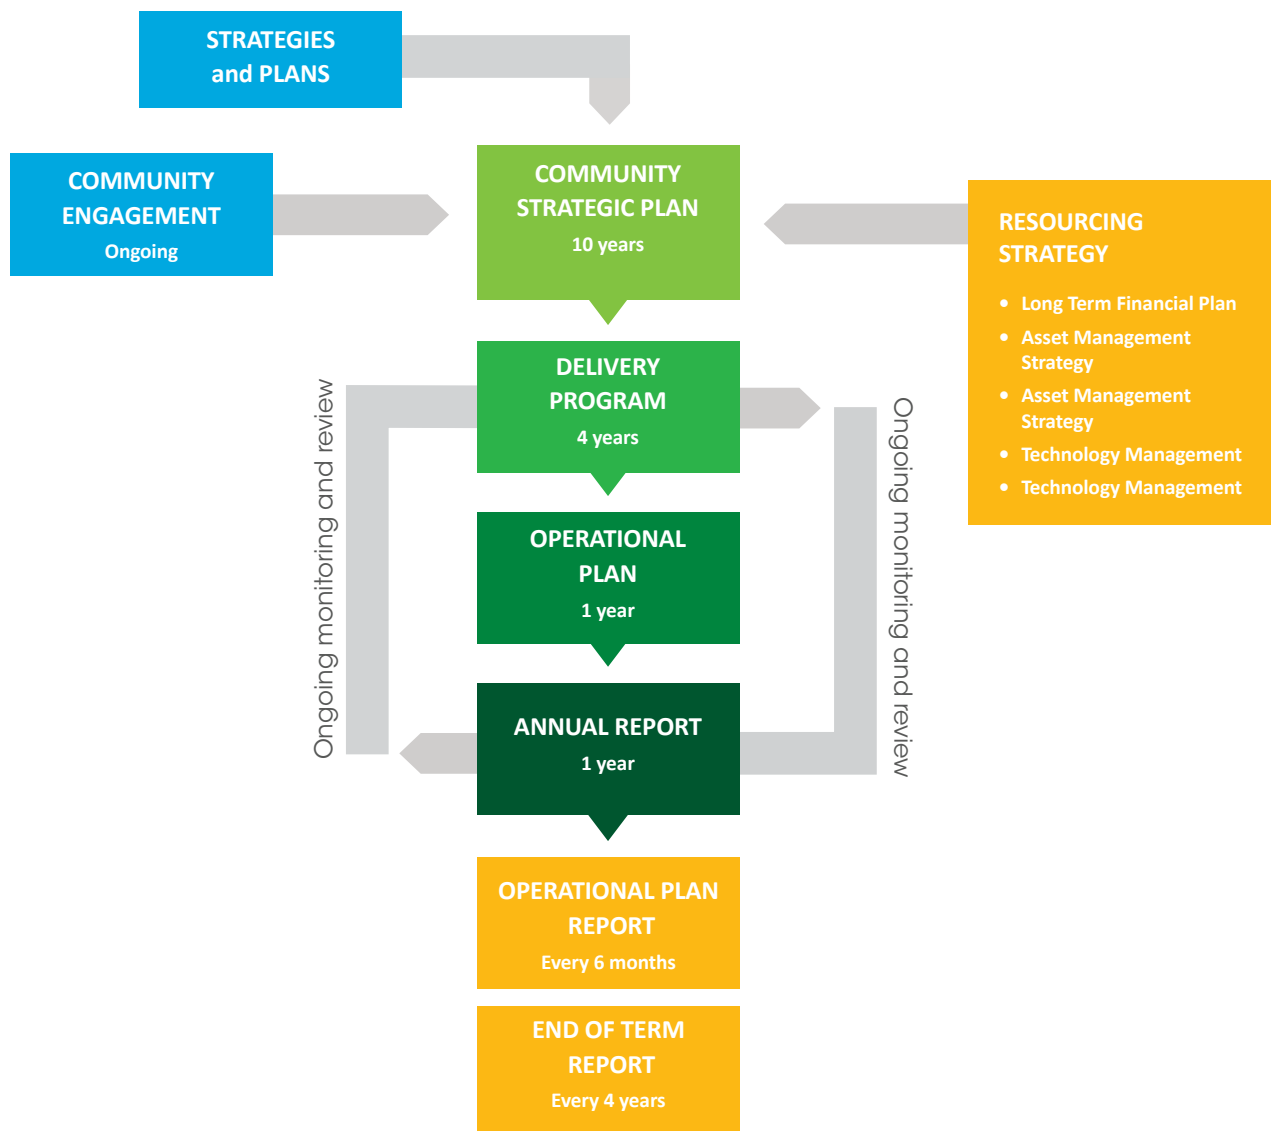 STRATEGIES
and PLANS
COMMUNITY
ENGAGEMENT
Ongoing
COMMUNITY
STRATEGIC PLAN
10 years
RESOURCING
STRATEGY
• Long Term Financial Plan
• Asset Management
Strategy
• Asset Management
Strategy
• Technology Management
• Technology Management
DELIVERY
PROGRAM
4 years
Ongoing monitoring and review
Ongoing monitoring and review
OPERATIONAL
PLAN
1 year
ANNUAL REPORT
1 year
OPERATIONAL PLAN
REPORT
Every 6 months
END OF TERM
REPORT
Every 4 years